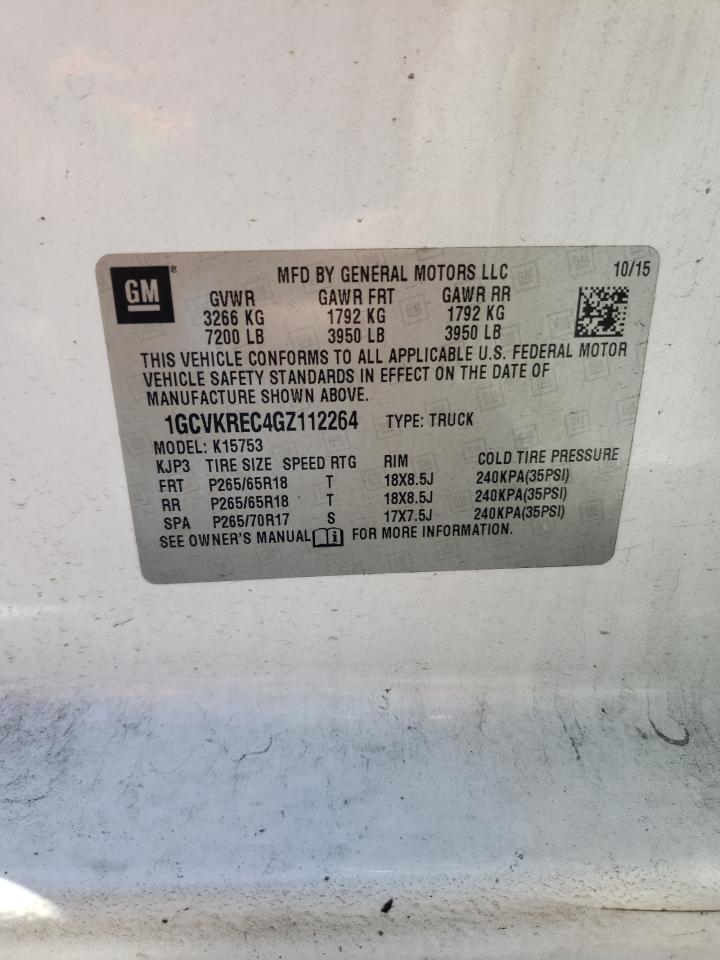 GM® MFD BY GENERAL MOTORS LLC 10/15
GVWR GAWR FRT GAWR RR
3266 KG 1792 KG 1792 KG
7200 LB 3950 LB 3950 LB
THIS VEHICLE CONFORMS TO ALL APPLICABLE U.S. FEDERAL MOTOR
VEHICLE SAFETY STANDARDS IN EFFECT ON THE DATE OF
MANUFACTURE SHOWN ABOVE.
1GCVKREC4GZ112264 TYPE: TRUCK
MODEL: K15753
KJP3 TIRE SIZE SPEED RTG RIM COLD TIRE PRESSURE
FRT P265/65R18 T 18X8.5J 240KPA(35PSI)
RR P265/65R18 T 18X8.5J 240KPA(35PSI)
SPA P265/70R17 S 17X7.5J 240KPA(35PSI)
SEE OWNER'S MANUAL FOR MORE INFORMATION.